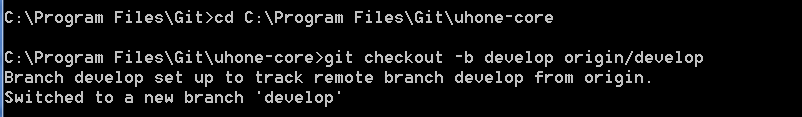 C:\Program Files\Git>cd C:\Program Files\Git\uhone-core
C:\Program Files\Git\uhone-core>git checkout -b develop origin/develop
Branch develop set up to track remote branch develop from origin.
Switched to a new branch 'develop'